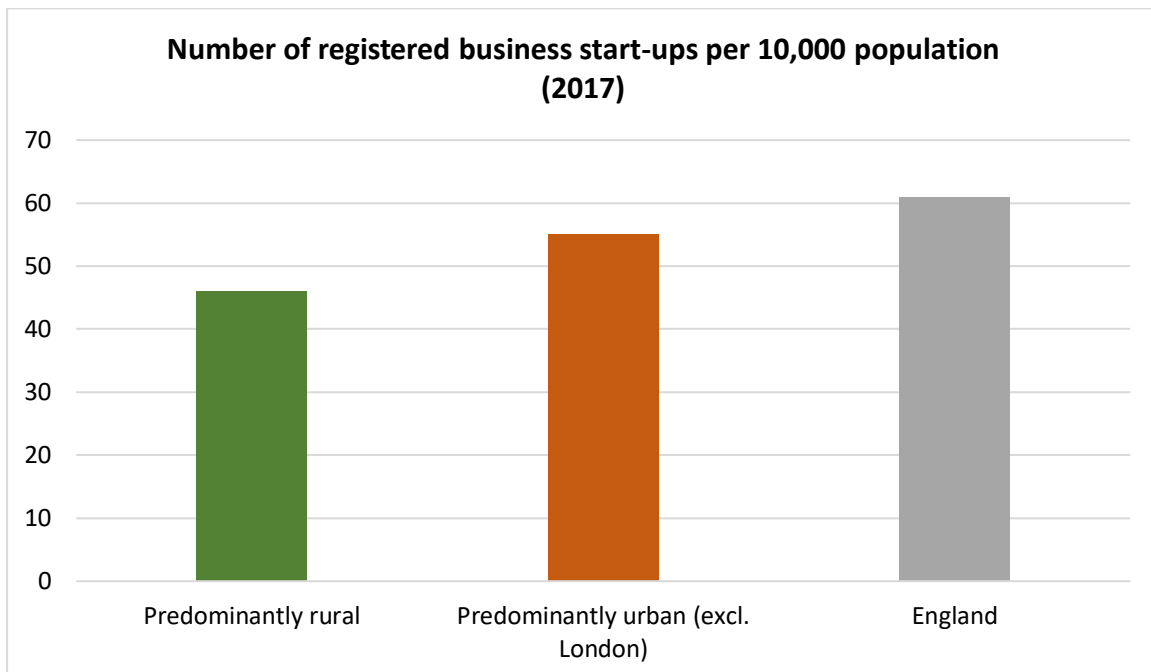 Number of registered business start-ups per 10,000 population
(2017)
70
60
50
40
30
20
10
0
Predominantly rural
Predominantly urban (excl.
London)
England